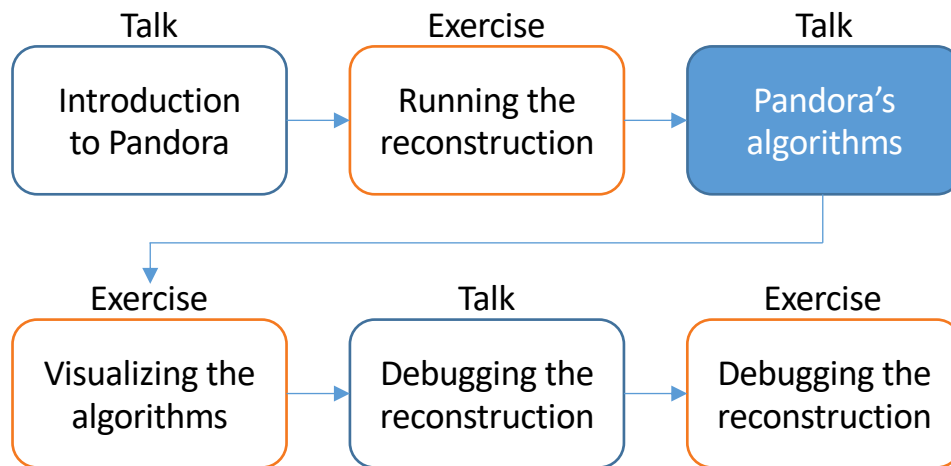 Talk
Introduction
to Pandora
Exercise
Running the
reconstruction
Talk
Pandora’s
algorithms
Exercise
Visualizing the
algorithms
Talk
Debugging the
reconstruction
Exercise
Debugging the
reconstruction